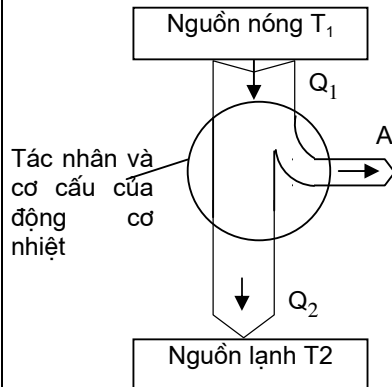 Nguồn nóng T₁
Q₁
A
Tác nhân và
cơ cấu của
động cơ
nhiệt
Q₂
Nguồn lạnh T2